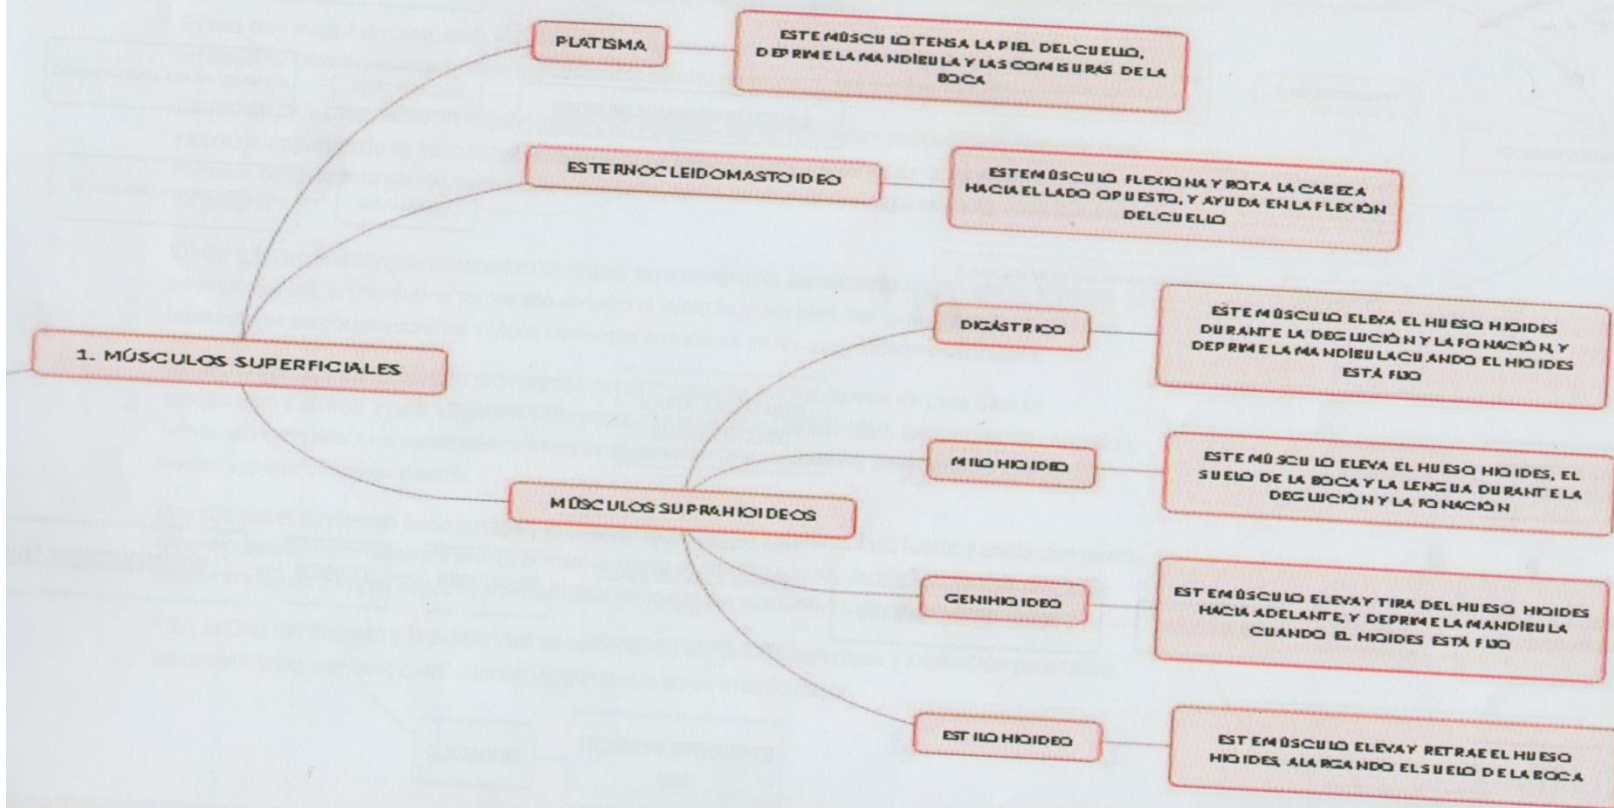 PLATISMA
ESTE MÚSCULO TENSA LA PIEL DEL CUELLO,
DEPRIME LA MANDÍBULA Y LAS COMISURAS DE LA
BOCA
ESTERNOCLEIDOMASTOIDEO
ESTE MÚSCULO FLEXIONA Y ROTA LA CABEZA
HACIA EL LADO OPUESTO, Y AYUDA EN LA FLEXIÓN
DEL CUELLO
1. MÚSCULOS SUPERFICIALES
MÚSCULOS SUPRAHIOIDEOS
DIGÁSTRICO
ESTE MÚSCULO ELEVA EL HUESO HIOIDES
DURANTE LA DEGLUCIÓN Y LA FONACIÓN, Y
DEPRIME LA MANDÍBULA CUANDO EL HIOIDES
ESTÁ FIJO
MILOHIOIDEO
ESTE MÚSCULO ELEVA EL HUESO HIOIDES, EL
SUELO DE LA BOCA Y LA LENGUA DURANTE LA
DEGLUCIÓN Y LA FONACIÓN
GENIHIOIDEO
ESTE MÚSCULO ELEVA Y TIRA DEL HUESO HIOIDES
HACIA ADELANTE, Y DEPRIME LA MANDÍBULA
CUANDO EL HIOIDES ESTÁ FIJO
ESTILOHIOIDEO
ESTE MÚSCULO ELEVA Y RETRAE EL HUESO
HIOIDES, ALARGANDO EL SUELO DE LA BOCA